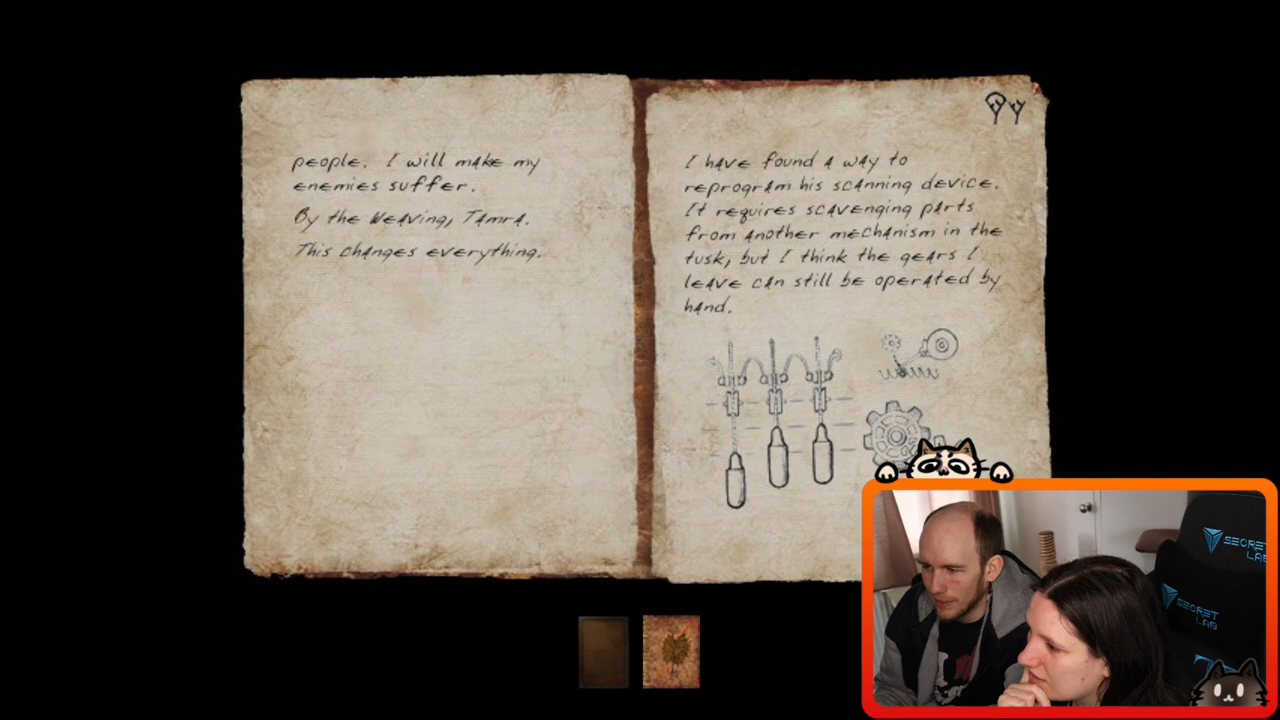 people. I will make my
enemies suffer.
By the Weaving, Tamra.
This changes everything.
I have found a way to
reprogram his scanning device.
It requires scavenging parts
from another mechanism in the
tusk, but I think the gears I
leave can still be operated by
hand.
SECRET
LAB
SECRET
LAB